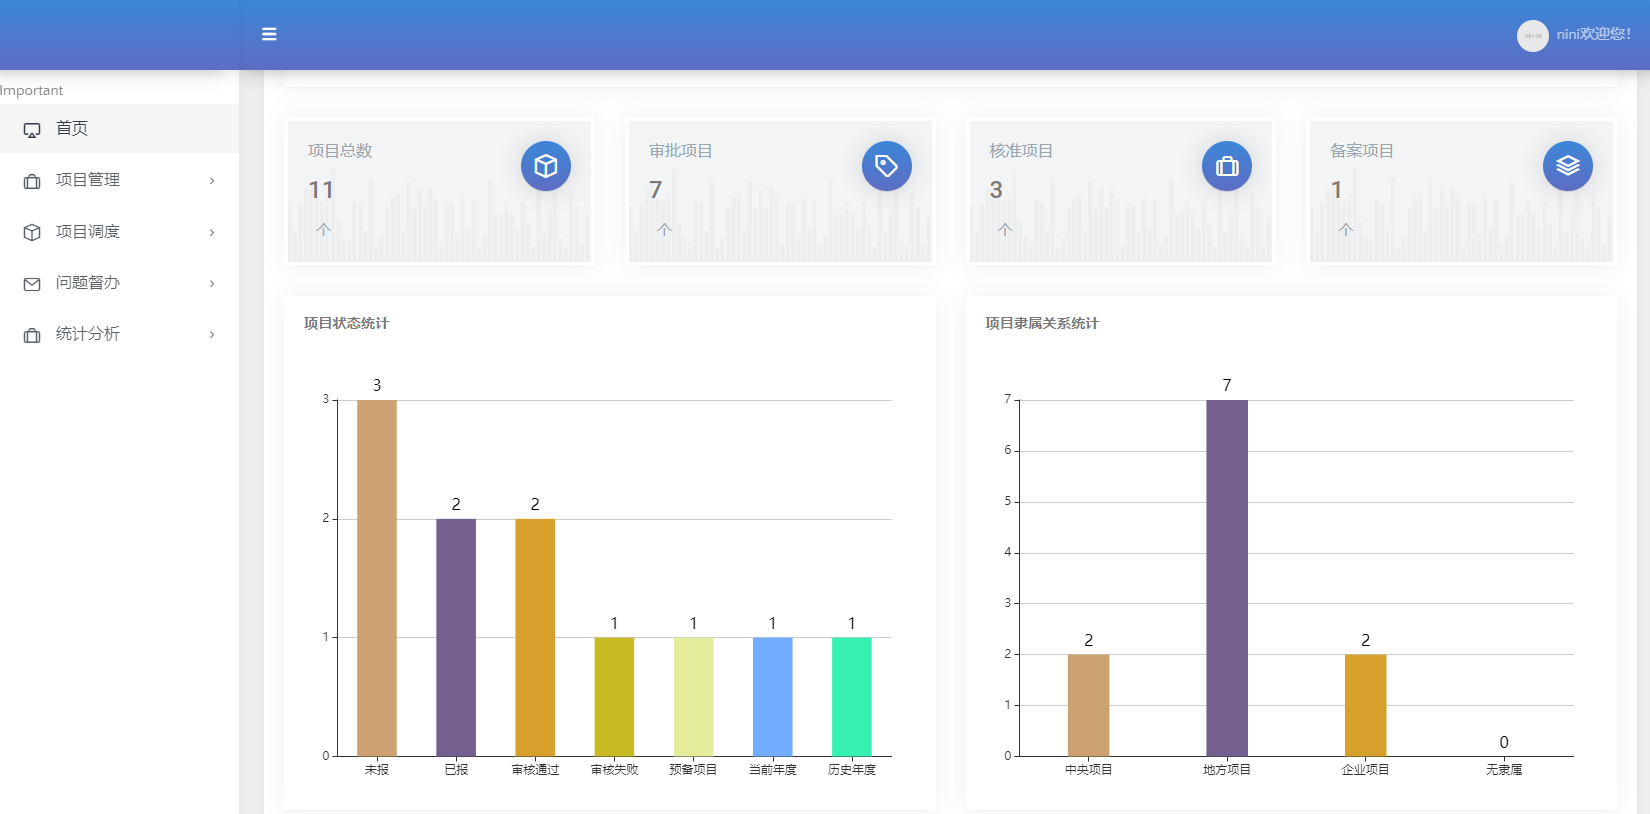 nini欢迎您!
Important
首页
项目管理
项目调度
问题督办
统计分析
项目总数
11
个
审批项目
7
个
核准项目
3
个
备案项目
1
个
项目状态统计
3
2
1
0
3
2
2
1
1
1
1
未报
已报
审核通过
审核失败
预备项目
当前年度
历史年度
项目隶属关系统计
7
6
5
4
3
2
1
0
2
7
2
0
中央项目
地方项目
企业项目
无隶属